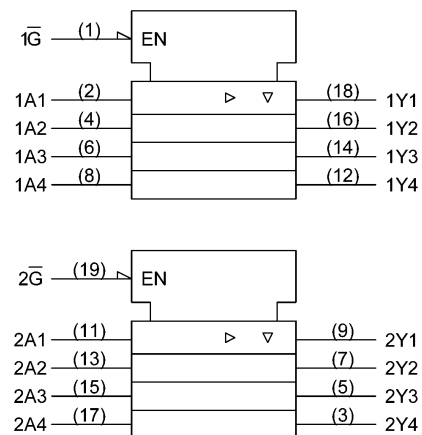 1G̅ (1) EN
1A1 (2) (18) 1Y1
1A2 (4) (16) 1Y2
1A3 (6) (14) 1Y3
1A4 (8) (12) 1Y4
2G̅ (19) EN
2A1 (11) (9) 2Y1
2A2 (13) (7) 2Y2
2A3 (15) (5) 2Y3
2A4 (17) (3) 2Y4